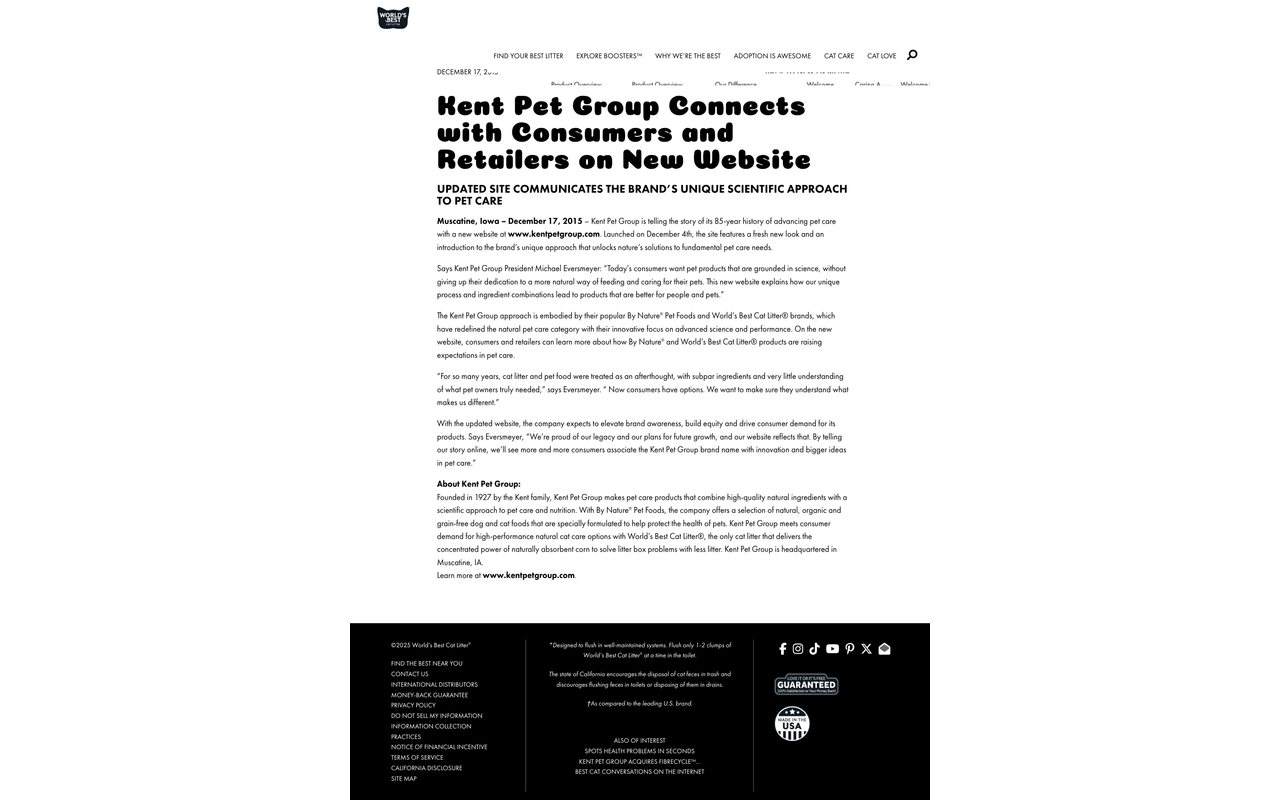 WORLD'S
BEST
FIND YOUR BEST LITTER EXPLORE BOOSTERS™ WHY WE'RE THE BEST ADOPTION IS AWESOME CAT CARE CAT LOVE
DECEMBER 17, 2015
Product Overview Product Overview Our Difference Welcome Caring A Welcome
Kent Pet Group Connects
with Consumers and
Retailers on New Website
UPDATED SITE COMMUNICATES THE BRAND'S UNIQUE SCIENTIFIC APPROACH
TO PET CARE
Muscatine, Iowa – December 17, 2015 – Kent Pet Group is telling the story of its 85-year history of advancing pet care
with a new website at www.kentpetgroup.com. Launched on December 4th, the site features a fresh new look and an
introduction to the brand's unique approach that unlocks nature's solutions to fundamental pet care needs.
Says Kent Pet Group President Michael Eversmeyer: "Today's consumers want pet products that are grounded in science, without
giving up their dedication to a more natural way of feeding and caring for their pets. This new website explains how our unique
process and ingredient combinations lead to products that are better for people and pets."
The Kent Pet Group approach is embodied by their popular By Nature® Pet Foods and World's Best Cat Litter® brands, which
have redefined the natural pet care category with their innovative focus on advanced science and performance. On the new
website, consumers and retailers can learn more about how By Nature® and World's Best Cat Litter® products are raising
expectations in pet care.
"For so many years, cat litter and pet food were treated as an afterthought, with subpar ingredients and very little understanding
of what pet owners truly needed," says Eversmeyer. " Now consumers have options. We want to make sure they understand what
makes us different."
With the updated website, the company expects to elevate brand awareness, build equity and drive consumer demand for its
products. Says Eversmeyer, "We're proud of our legacy and our plans for future growth, and our website reflects that. By telling
our story online, we'll see more and more consumers associate the Kent Pet Group brand name with innovation and bigger ideas
in pet care."
About Kent Pet Group:
Founded in 1927 by the Kent family, Kent Pet Group makes pet care products that combine high-quality natural ingredients with a
scientific approach to pet care and nutrition. With By Nature® Pet Foods, the company offers a selection of natural, organic and
grain-free dog and cat foods that are specially formulated to help protect the health of pets. Kent Pet Group meets consumer
demand for high-performance natural cat care options with World's Best Cat Litter®, the only cat litter that delivers the
concentrated power of naturally absorbent corn to solve litter box problems with less litter. Kent Pet Group is headquartered in
Muscatine, IA.
Learn more at www.kentpetgroup.com.
©2025 World's Best Cat Litter®
FIND THE BEST NEAR YOU
CONTACT US
INTERNATIONAL DISTRIBUTORS
MONEY-BACK GUARANTEE
PRIVACY POLICY
DO NOT SELL MY INFORMATION
INFORMATION COLLECTION
PRACTICES
NOTICE OF FINANCIAL INCENTIVE
TERMS OF SERVICE
CALIFORNIA DISCLOSURE
SITE MAP
*Designed to flush in well-maintained systems. Flush only 1-2 clumps of
World's Best Cat Litter® at a time in the toilet.
The state of California encourages the disposal of cat feces in trash and
discourages flushing feces in toilets or disposing of them in drains.
†As compared to the leading U.S. brand.
ALSO OF INTEREST
SPOTS HEALTH PROBLEMS IN SECONDS
KENT PET GROUP ACQUIRES FIBRECYCLE™...
BEST CAT CONVERSATIONS ON THE INTERNET
LOVE IT OR IT'S FREE
GUARANTEED
100% Satisfaction or Your Money Back!
MADE IN THE
USA